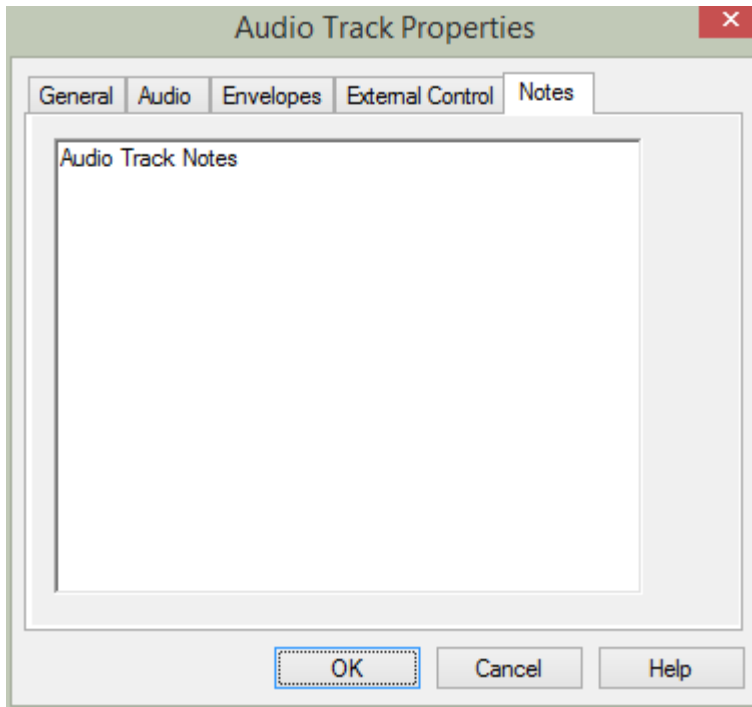 Audio Track Properties
General Audio Envelopes External Control Notes
Audio Track Notes
OK Cancel Help